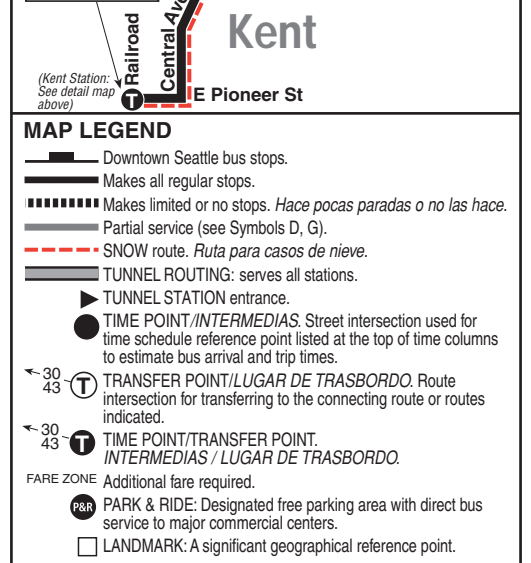 Kent
Railroad
Central Av
(Kent Station:
See detail map
above)
T
E Pioneer St
MAP LEGEND
Downtown Seattle bus stops.
Makes all regular stops.
Makes limited or no stops. Hace pocas paradas o no las hace.
Partial service (see Symbols D, G).
SNOW route. Ruta para casos de nieve.
TUNNEL ROUTING: serves all stations.
TUNNEL STATION entrance.
TIME POINT/INTERMEDIAS. Street intersection used for
time schedule reference point listed at the top of time columns
to estimate bus arrival and trip times.
30
43 T TRANSFER POINT/LUGAR DE TRASBORDO. Route
intersection for transferring to the connecting route or routes
indicated.
30
43 T TIME POINT/TRANSFER POINT.
INTERMEDIAS / LUGAR DE TRASBORDO.
FARE ZONE Additional fare required.
P&R PARK & RIDE: Designated free parking area with direct bus
service to major commercial centers.
LANDMARK: A significant geographical reference point.